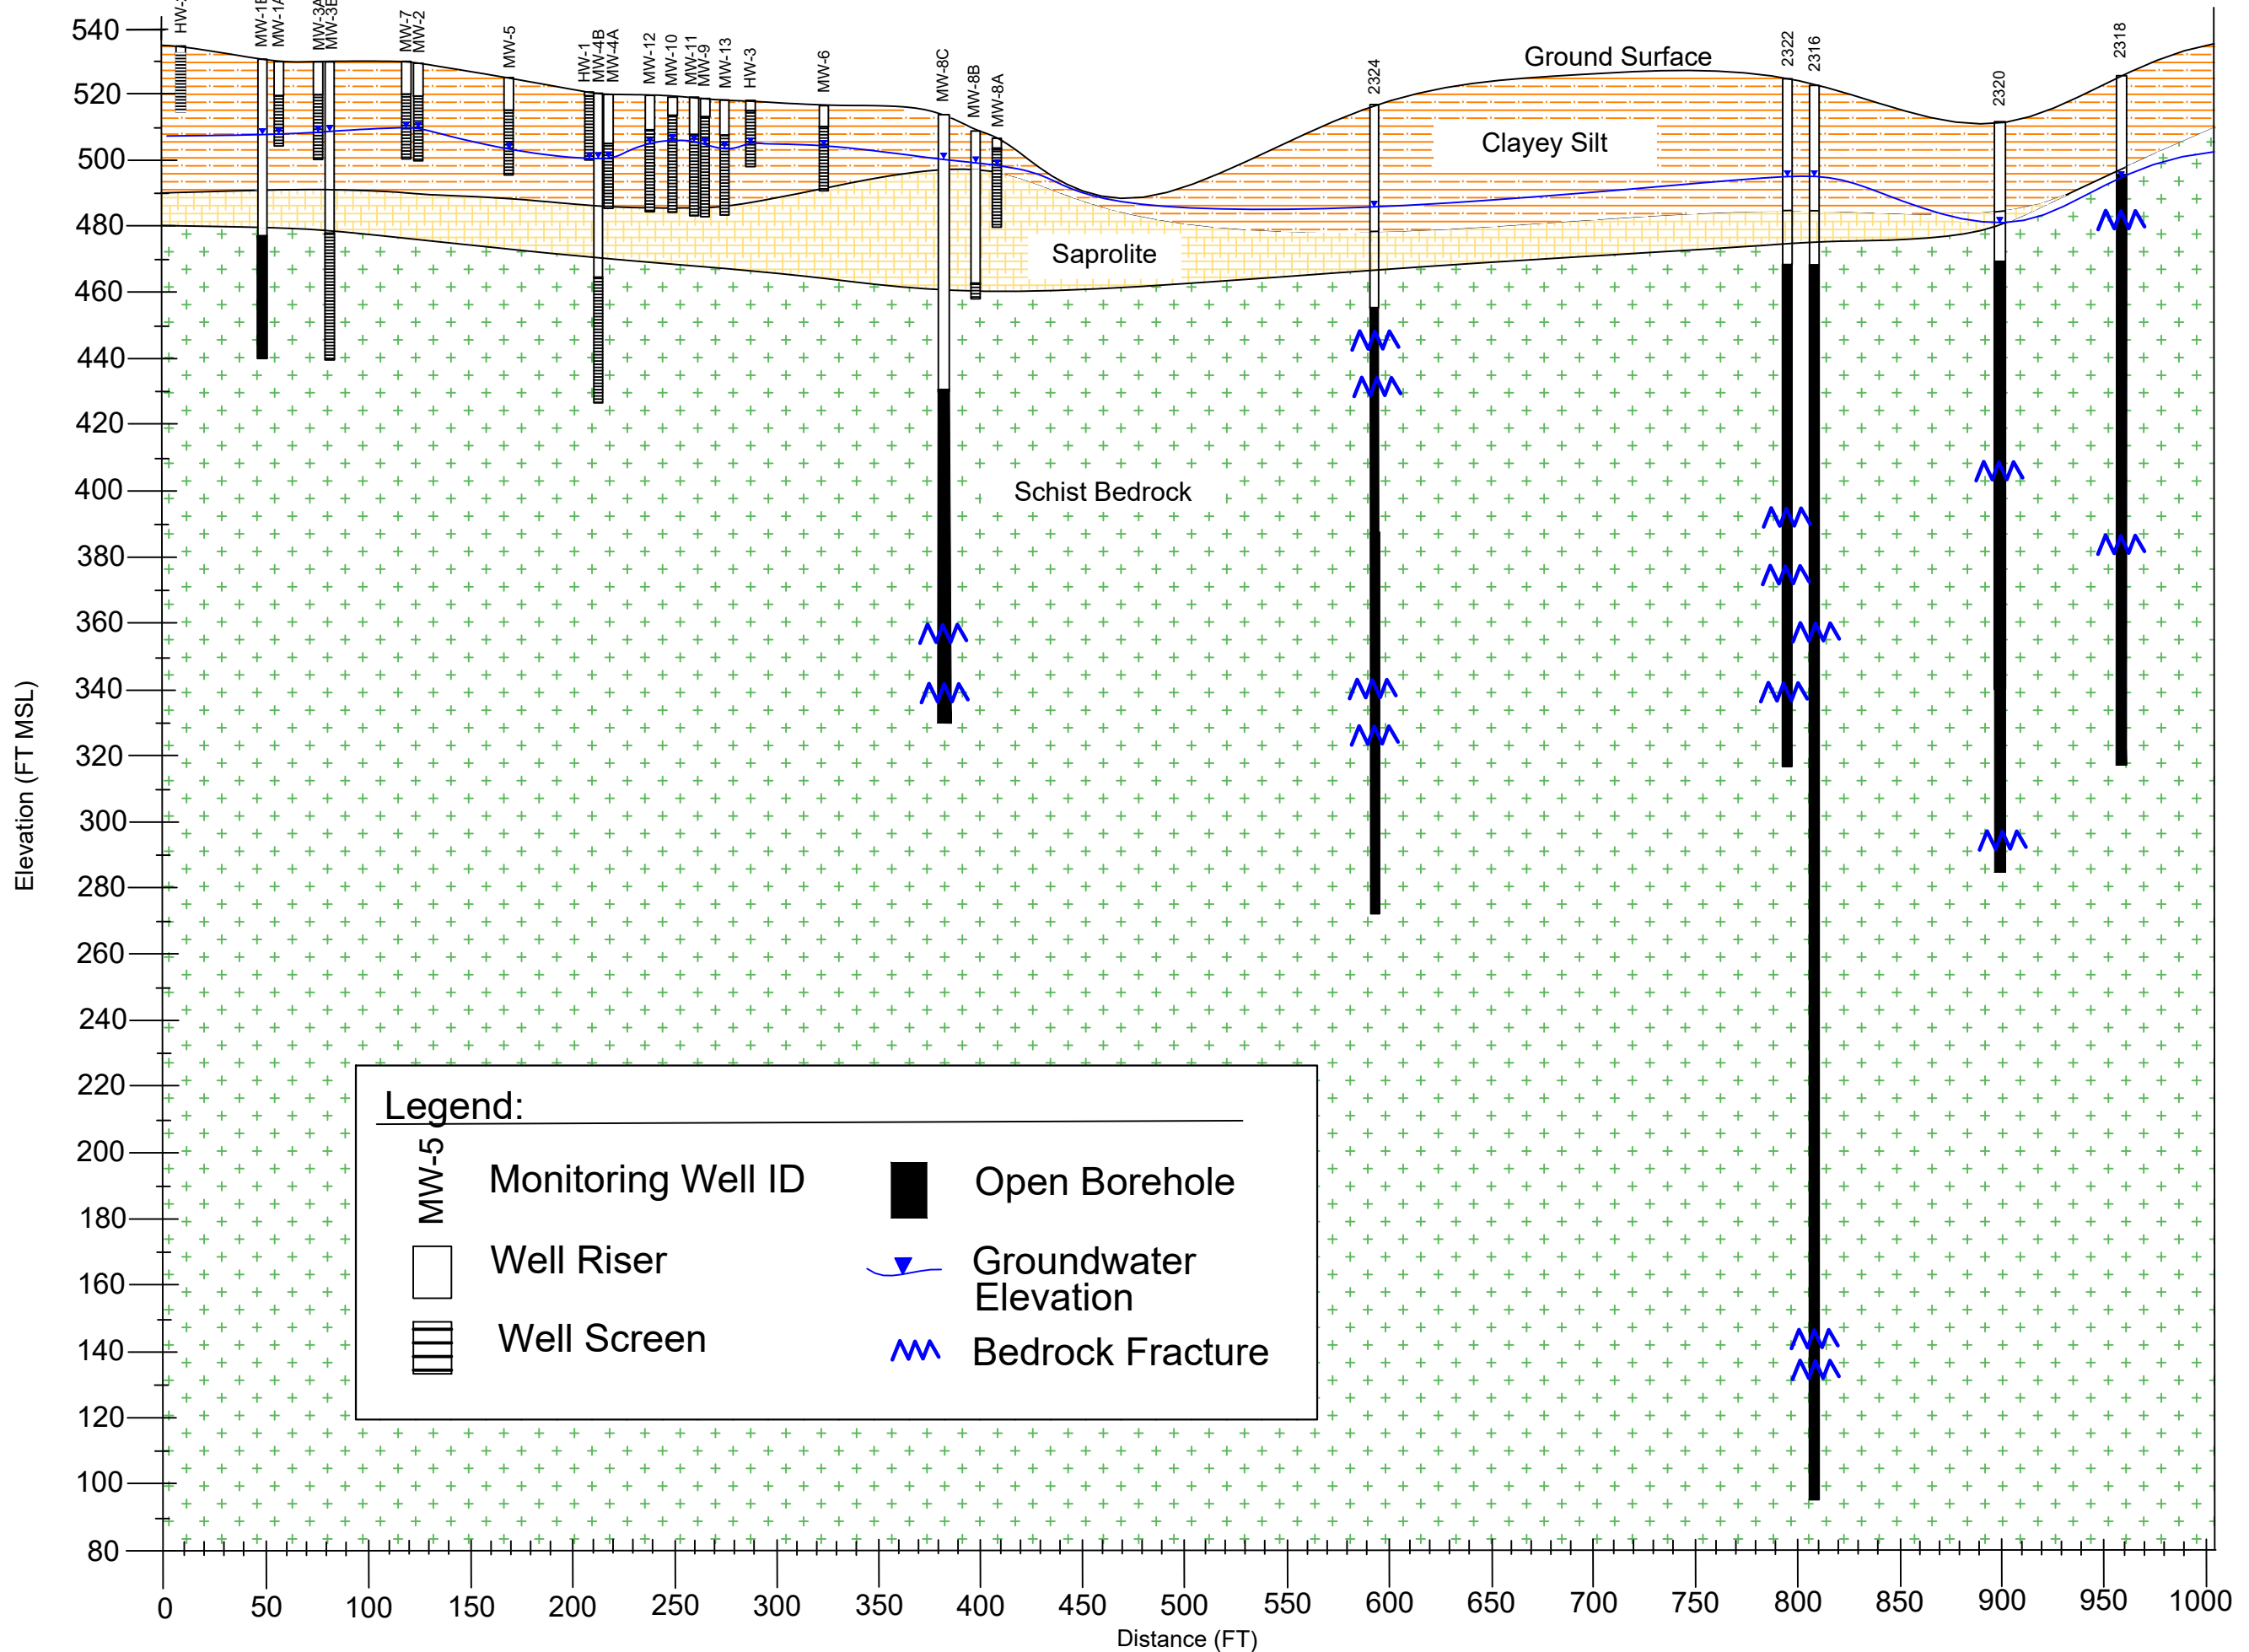 HW-
MW-1B
MW-1A
MW-3A
MW-3B
MW-7
MW-2
MW-5
HW-1
MW-4B
MW-4A
MW-12
MW-10
MW-11
MW-9
MW-13
HW-3
MW-6
MW-8C
MW-8B
MW-8A
2324
Ground Surface
2322
2316
2320
2318
Clayey Silt
Saprolite
Schist Bedrock
Elevation (FT MSL)
540
520
500
480
460
440
420
400
380
360
340
320
300
280
260
240
220
200
180
160
140
120
100
80
Legend:
MW-5
Monitoring Well ID
Open Borehole
Well Riser
Groundwater
Elevation
Well Screen
Bedrock Fracture
0 50 100 150 200 250 300 350 400 450 500 550 600 650 700 750 800 850 900 950 1000
Distance (FT)